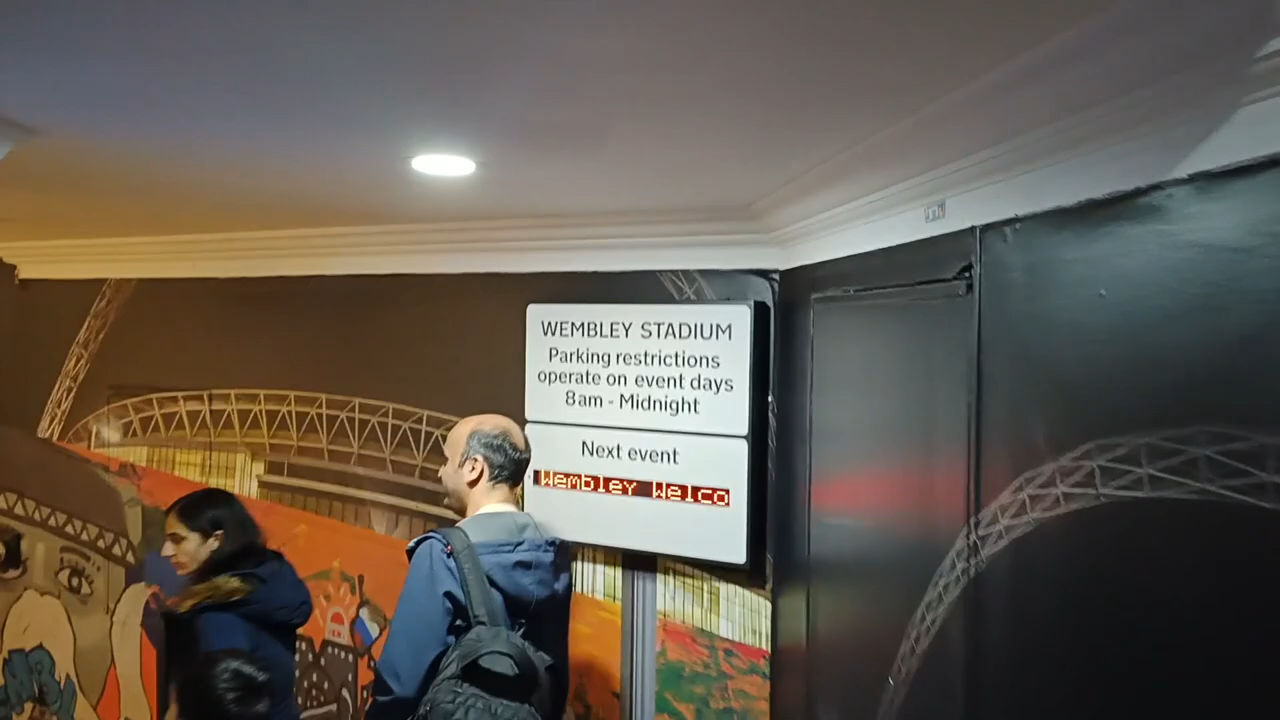 WEMBLEY STADIUM
Parking restrictions
operate on event days
8am - Midnight
Next event
Wembley Welco